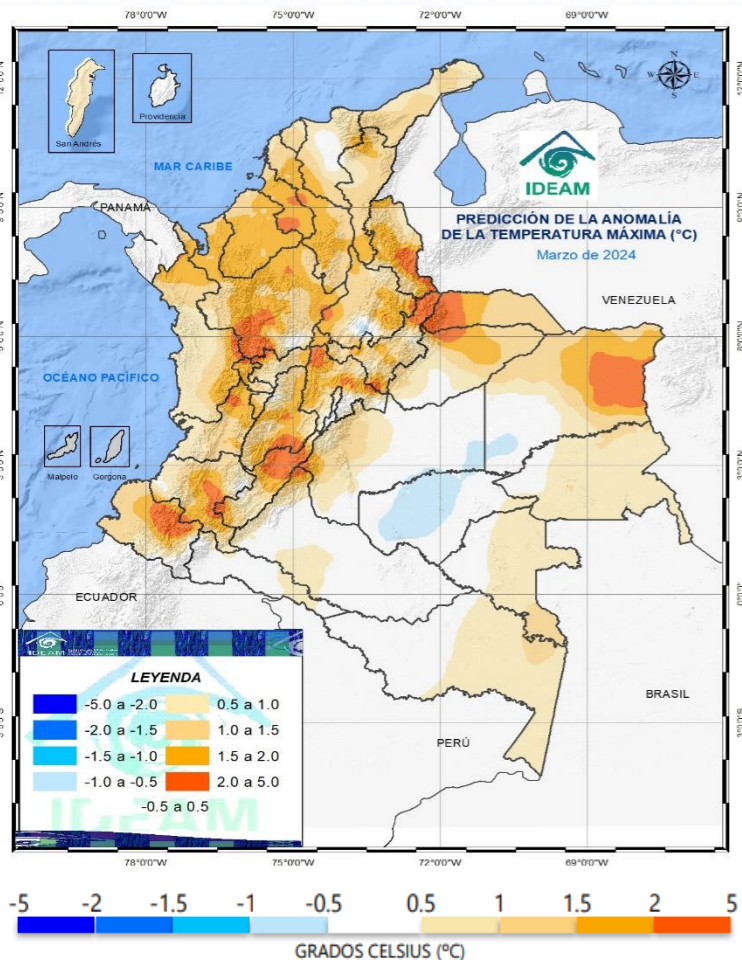 78°0'0"W 75°0'0"W 72°0'0"W 69°0'0"W
San Andrés
Providencia
N
W E
S
MAR CARIBE
IDEAM
PANAMÁ
PREDICCIÓN DE LA ANOMALÍA
DE LA TEMPERATURA MÁXIMA (°C)
Marzo de 2024
VENEZUELA
OCÉANO PACÍFICO
Malpelo
Gorgona
ECUADOR
IDEAM
LEYENDA
-5.0 a -2.0 0.5 a 1.0
-2.0 a -1.5 1.0 a 1.5
-1.5 a -1.0 1.5 a 2.0
-1.0 a -0.5 2.0 a 5.0
-0.5 a 0.5
IDEAM
BRASIL
PERÚ
78°0'0"W 75°0'0"W 72°0'0"W 69°0'0"W
-5 -2 -1.5 -1 -0.5 0.5 1 1.5 2 5
GRADOS CELSIUS (ºC)